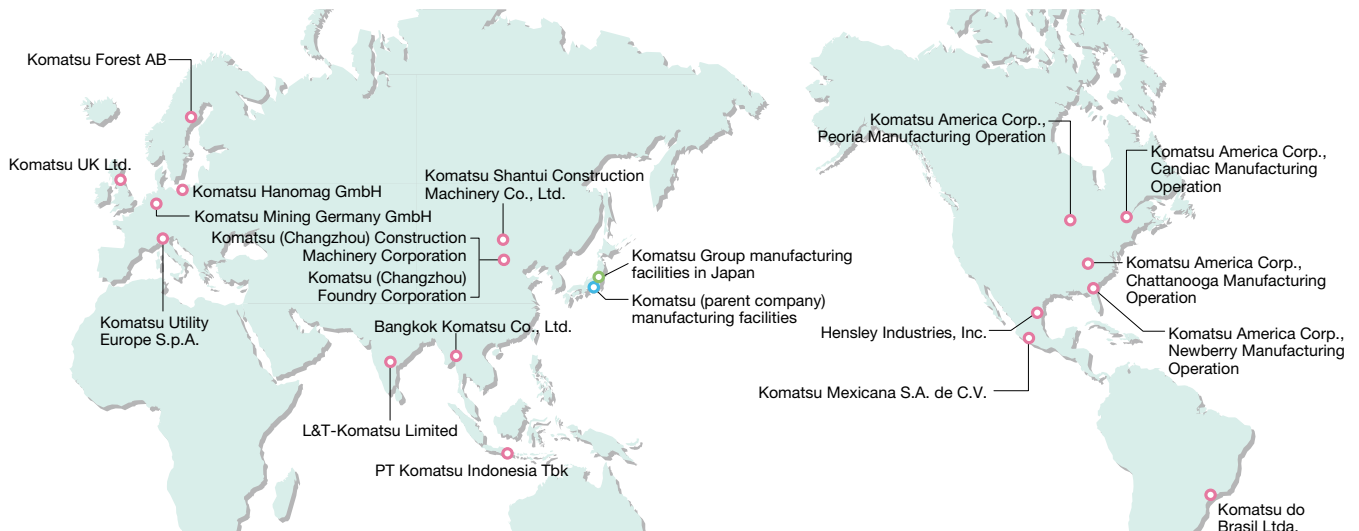 Komatsu Forest AB
Komatsu UK Ltd.
Komatsu Hanomag GmbH
Komatsu Mining Germany GmbH
Komatsu Utility
Europe S.p.A.
Komatsu Shantui Construction
Machinery Co., Ltd.
Komatsu (Changzhou) Construction
Machinery Corporation
Komatsu (Changzhou)
Foundry Corporation
Bangkok Komatsu Co., Ltd.
L&T-Komatsu Limited
PT Komatsu Indonesia Tbk
Komatsu Group manufacturing
facilities in Japan
Komatsu (parent company)
manufacturing facilities
Komatsu America Corp.,
Peoria Manufacturing Operation
Komatsu America Corp.,
Candiac Manufacturing
Operation
Komatsu America Corp.,
Chattanooga Manufacturing
Operation
Hensley Industries, Inc.
Komatsu America Corp.,
Newberry Manufacturing
Operation
Komatsu Mexicana S.A. de C.V.
Komatsu do
Brasil Ltda.